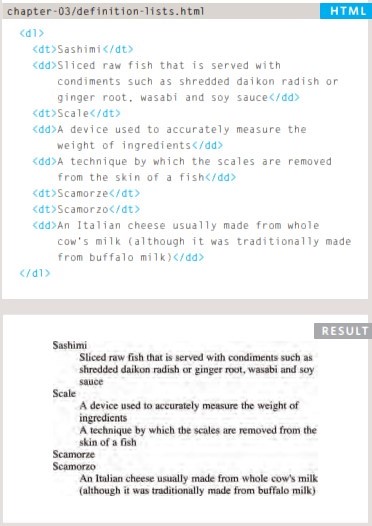 chapter-03/definition-lists.html HTML
<dl>
<dt>Sashimi</dt>
<dd>Sliced raw fish that is served with
condiments such as shredded daikon radish or
ginger root, wasabi and soy sauce</dd>
<dt>Scale</dt>
<dd>A device used to accurately measure the
weight of ingredients</dd>
<dd>A technique by which the scales are removed
from the skin of a fish</dd>
<dt>Scamorze</dt>
<dt>Scamorzo</dt>
<dd>An Italian cheese usually made from whole
cow's milk (although it was traditionally made
from buffalo milk)</dd>
</dl>
RESULT
Sashimi
Sliced raw fish that is served with condiments such as
shredded daikon radish or ginger root, wasabi and soy
sauce
Scale
A device used to accurately measure the weight of
ingredients
A technique by which the scales are removed from the
skin of a fish
Scamorze
Scamorzo
An Italian cheese usually made from whole cow's milk
(although it was traditionally made from buffalo milk)